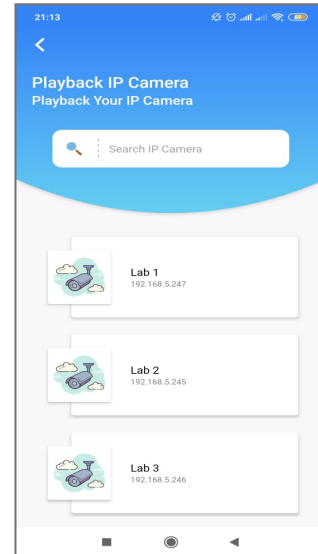 21:13
Playback IP Camera
Playback Your IP Camera
Search IP Camera
Lab 1
192.168.5.247
Lab 2
192.168.5.245
Lab 3
192.168.5.246